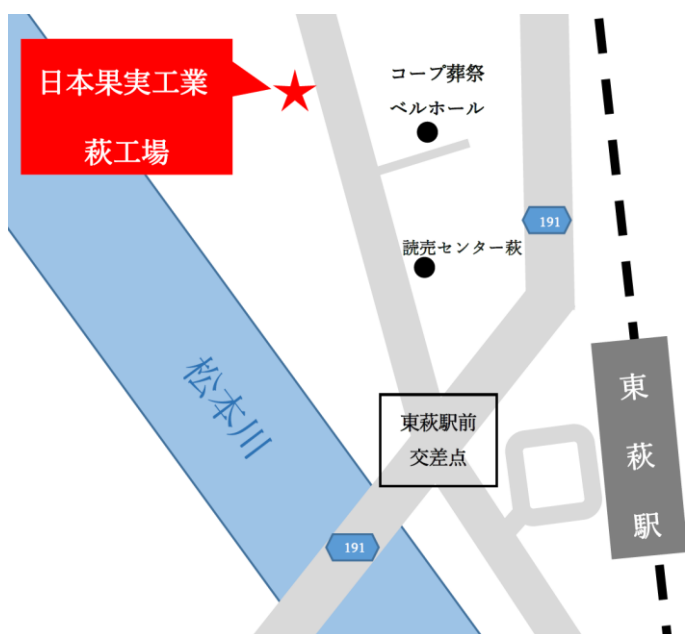 日本果実工業
萩工場
コープ葬祭
ベルホール
191
読売センター萩
松本川
東萩駅前
交差点
東萩駅
191